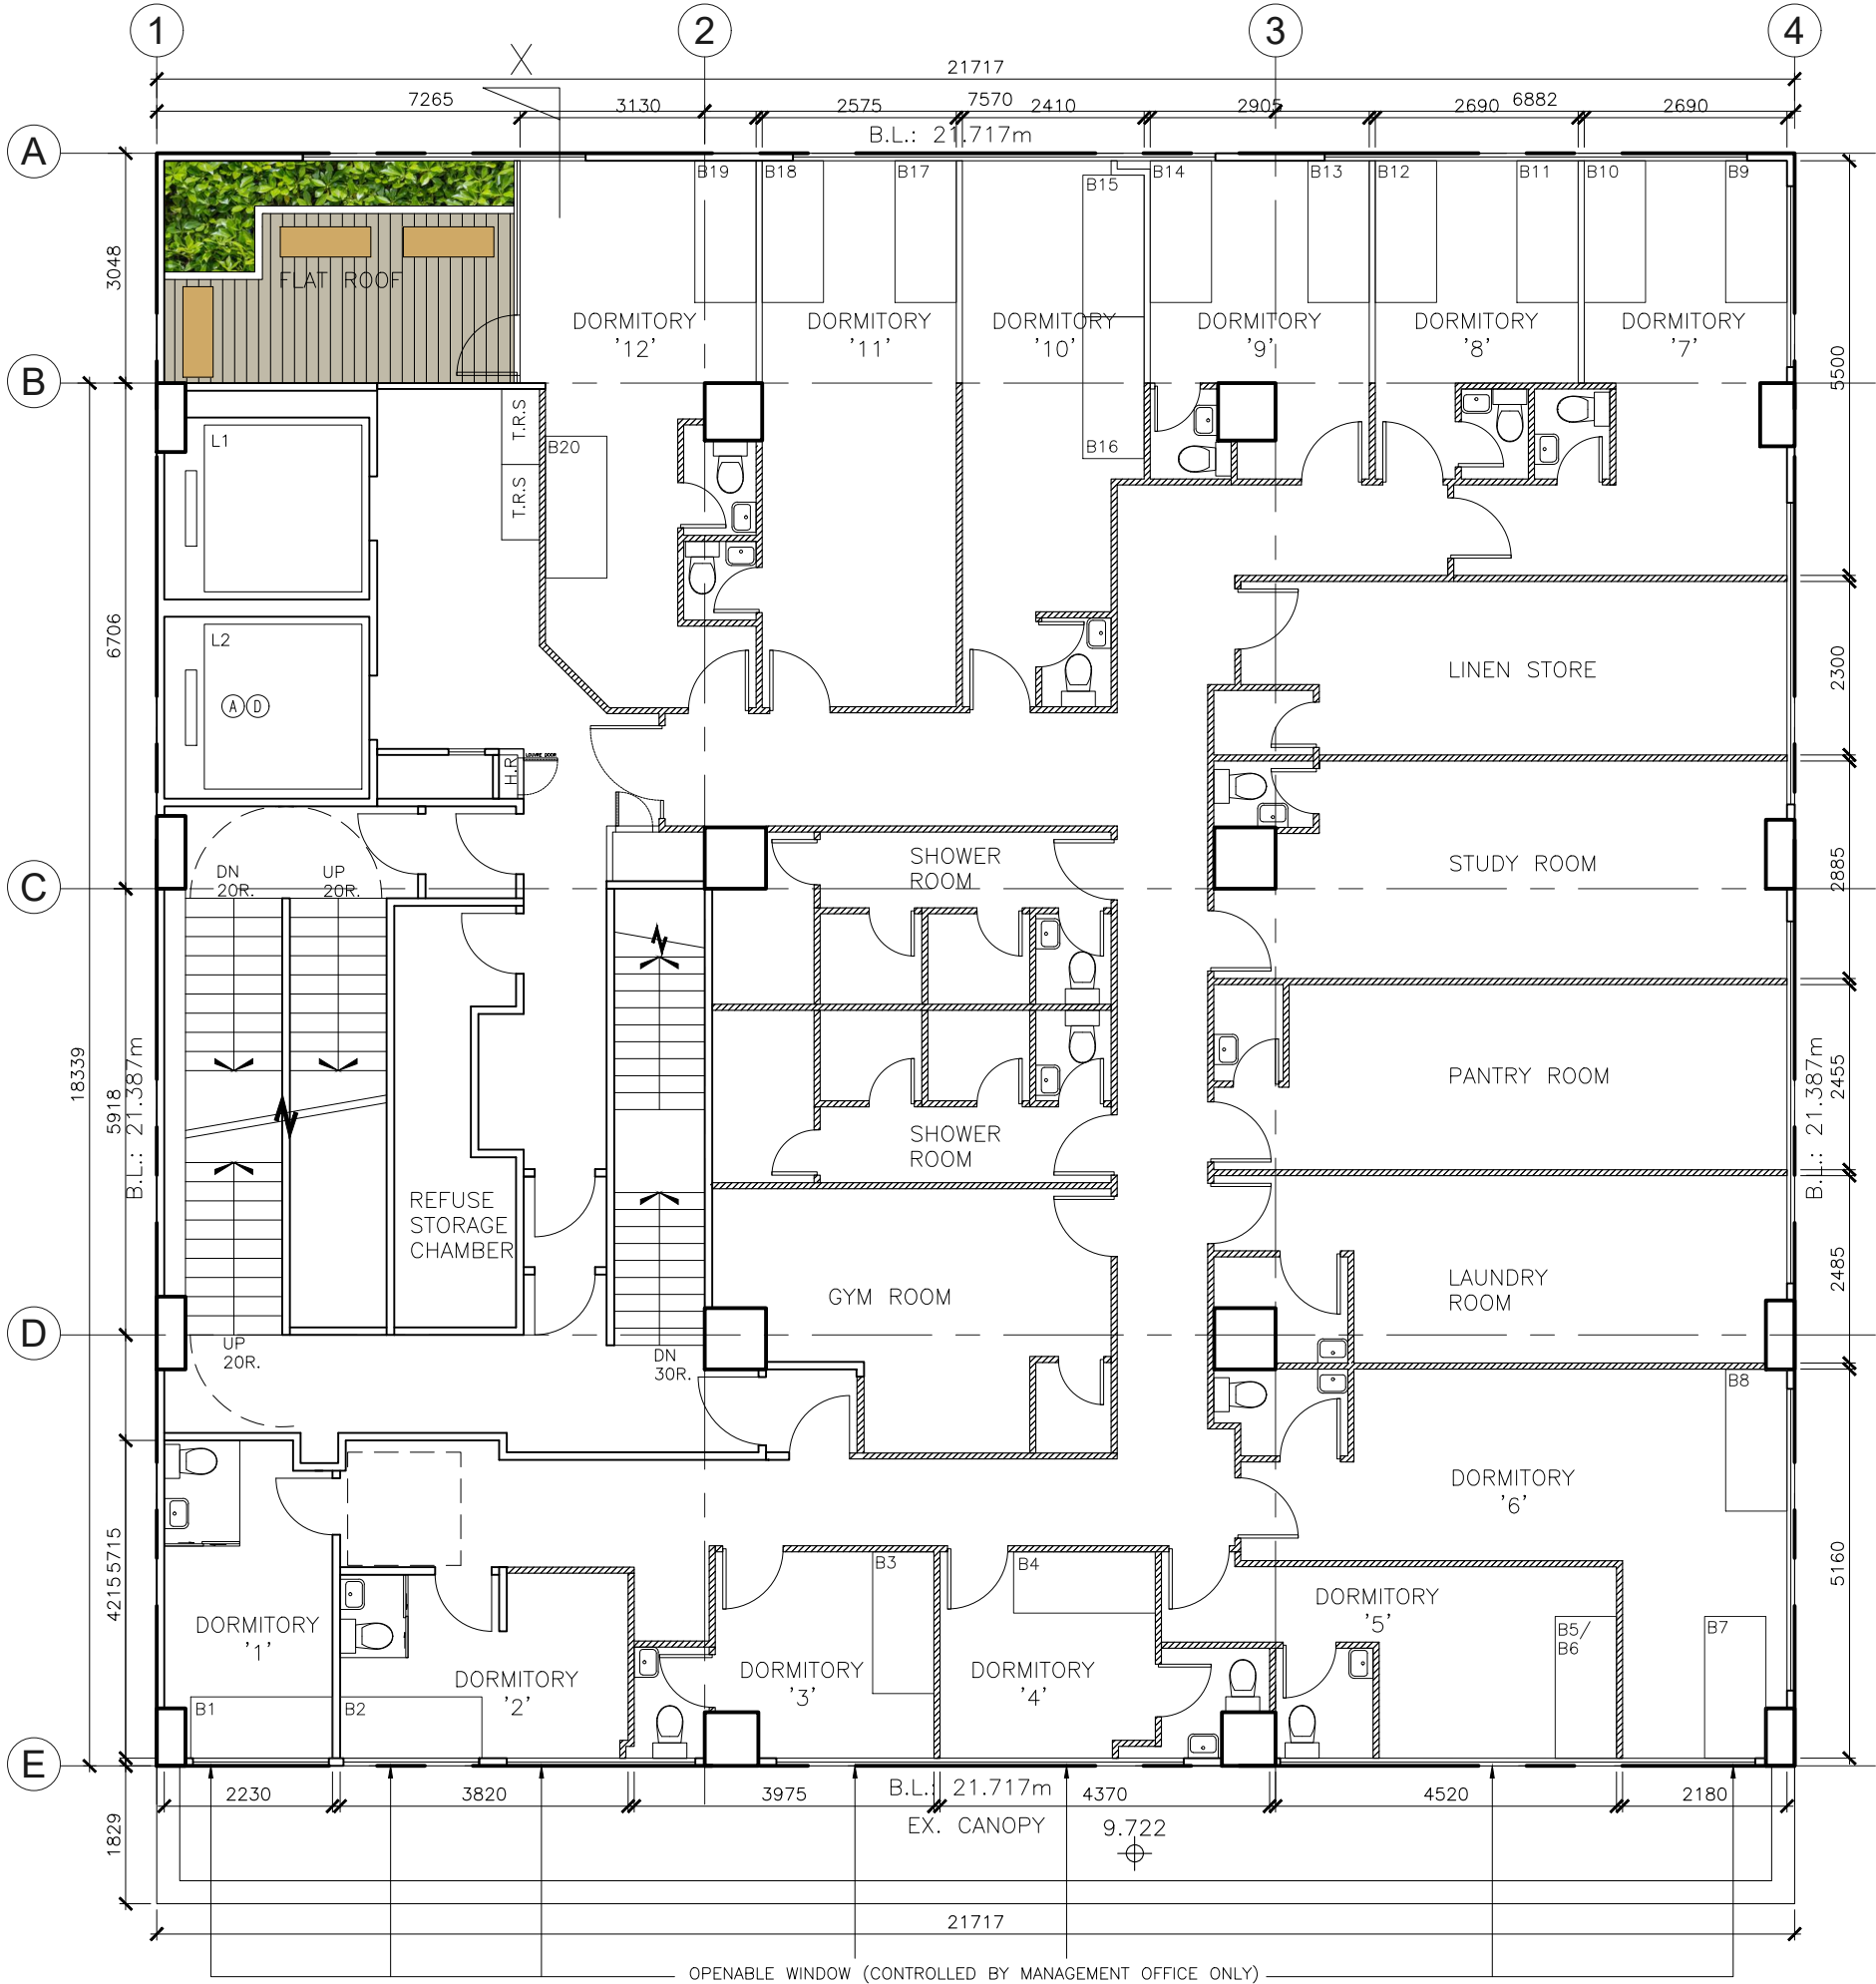 1
2
3
4
21717
X
7265
3130
2575
7570
2410
2905
2690
6882
2690
B.L.: 21.717m
A
B19
B18
B17
B15
B14
B13
B12
B11
B10
B9
3048
FLAT ROOF
DORMITORY
'12'
DORMITORY
'11'
DORMITORY
'10'
DORMITORY
'9'
DORMITORY
'8'
DORMITORY
'7'
5500
B
T.R.S
T.R.S
L1
B20
B16
6706
L2
A D
LINEN STORE
2300
H.R
LOUVRE DOOR
C
DN
20R.
UP
20R.
SHOWER
ROOM
STUDY ROOM
2885
18339
5918
B.L.: 21.387m
PANTRY ROOM
2455
B.L.: 21.387m
SHOWER
ROOM
REFUSE
STORAGE
CHAMBER
GYM ROOM
LAUNDRY
ROOM
2485
D
UP
20R.
DN
30R.
B8
DORMITORY
'6'
4215
5715
B3
B4
5160
DORMITORY
'1'
DORMITORY
'5'
B5/
B6
B7
DORMITORY
'2'
DORMITORY
'3'
DORMITORY
'4'
B1
B2
E
2230
3820
3975
B.L.: 21.717m
4370
4520
2180
1829
EX. CANOPY
9.722
21717
OPENABLE WINDOW (CONTROLLED BY MANAGEMENT OFFICE ONLY)